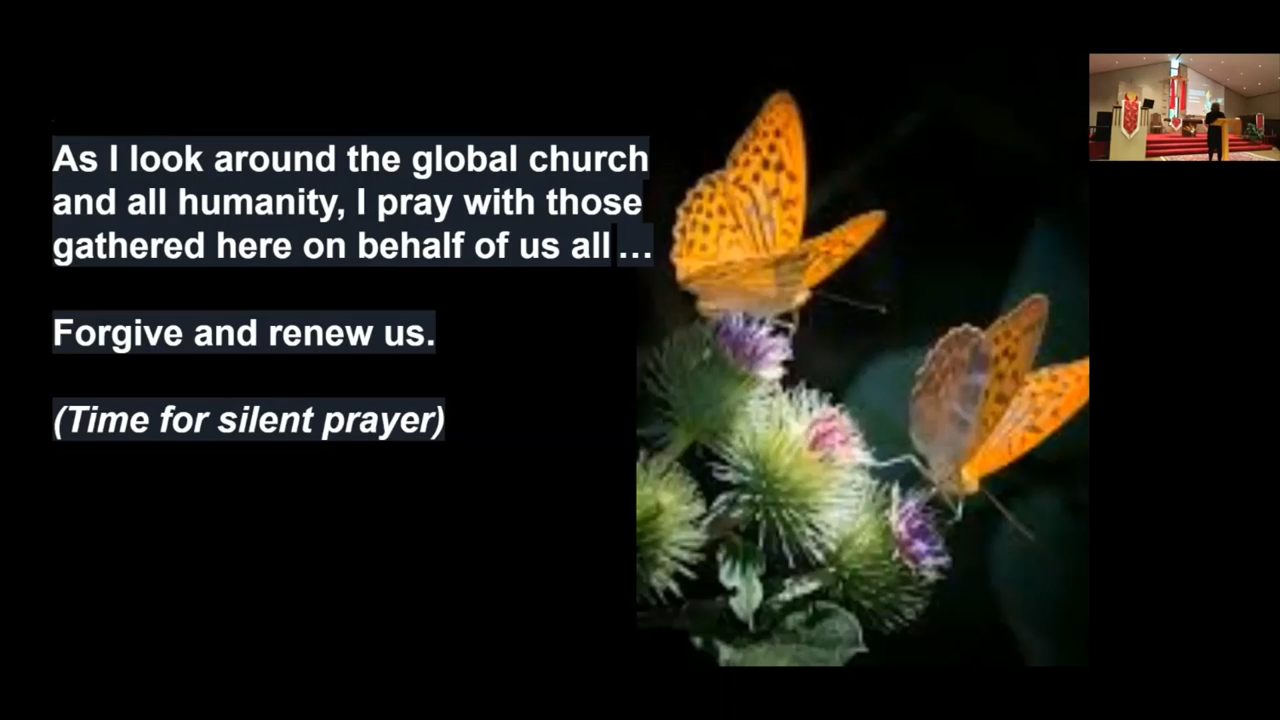 As I look around the global church
and all humanity, I pray with those
gathered here on behalf of us all …
Forgive and renew us.
(Time for silent prayer)